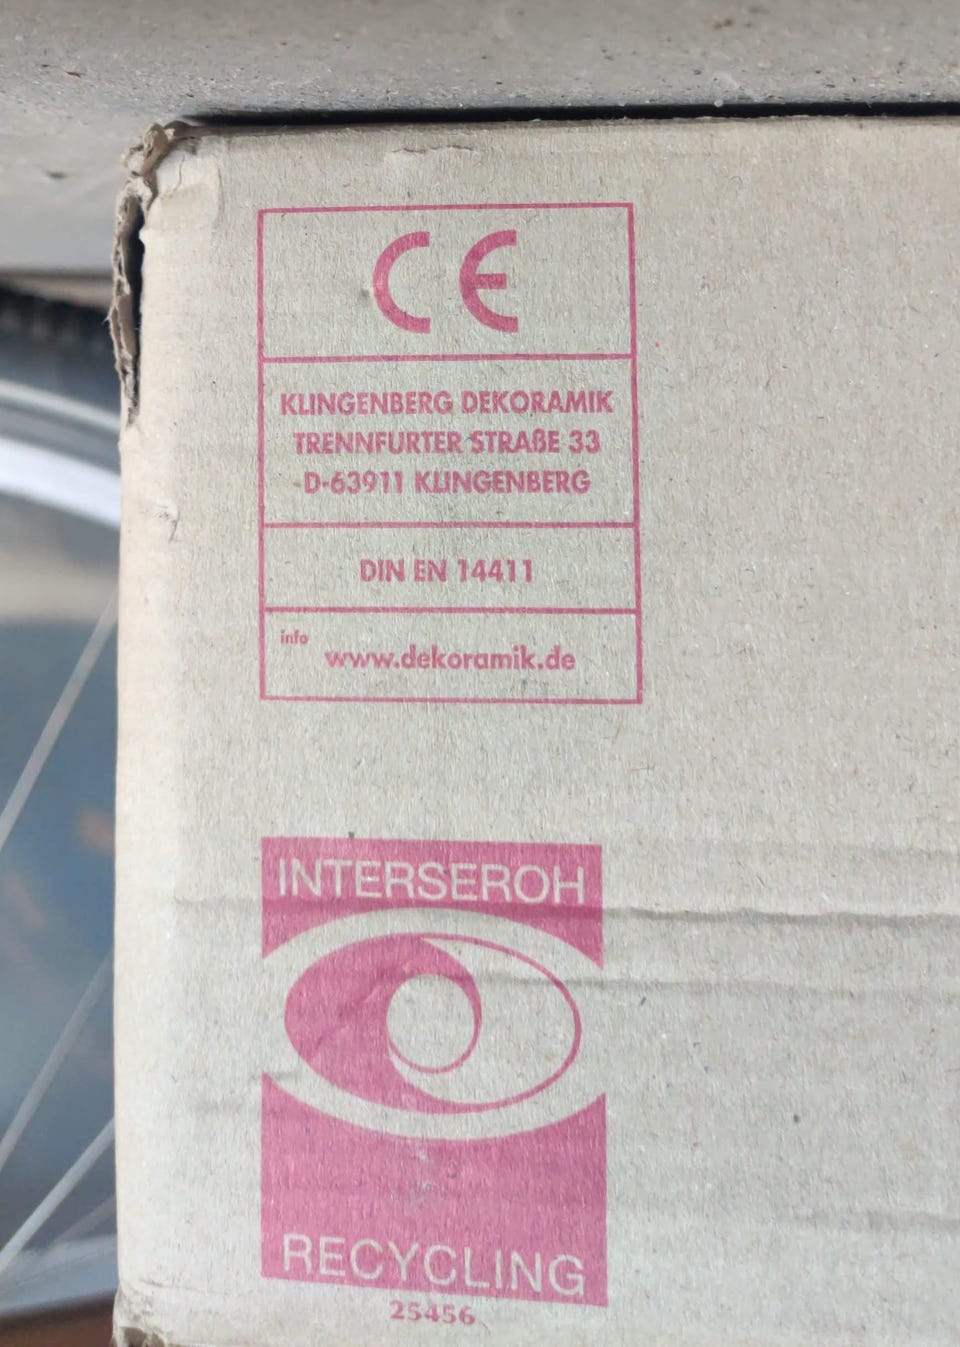 CE
KLINGENBERG DEKORAMIK
TRENNFURTER STRAßE 33
D-63911 KLINGENBERG
DIN EN 14411
info
www.dekoramik.de
INTERSEROH
RECYCLING
25456